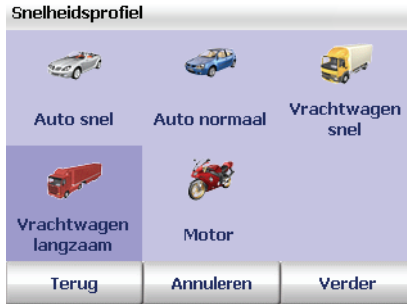 Snelheidsprofiel
Auto snel
Auto normaal
Vrachtwagen
snel
Vrachtwagen
langzaam
Motor
Terug
Annuleren
Verder